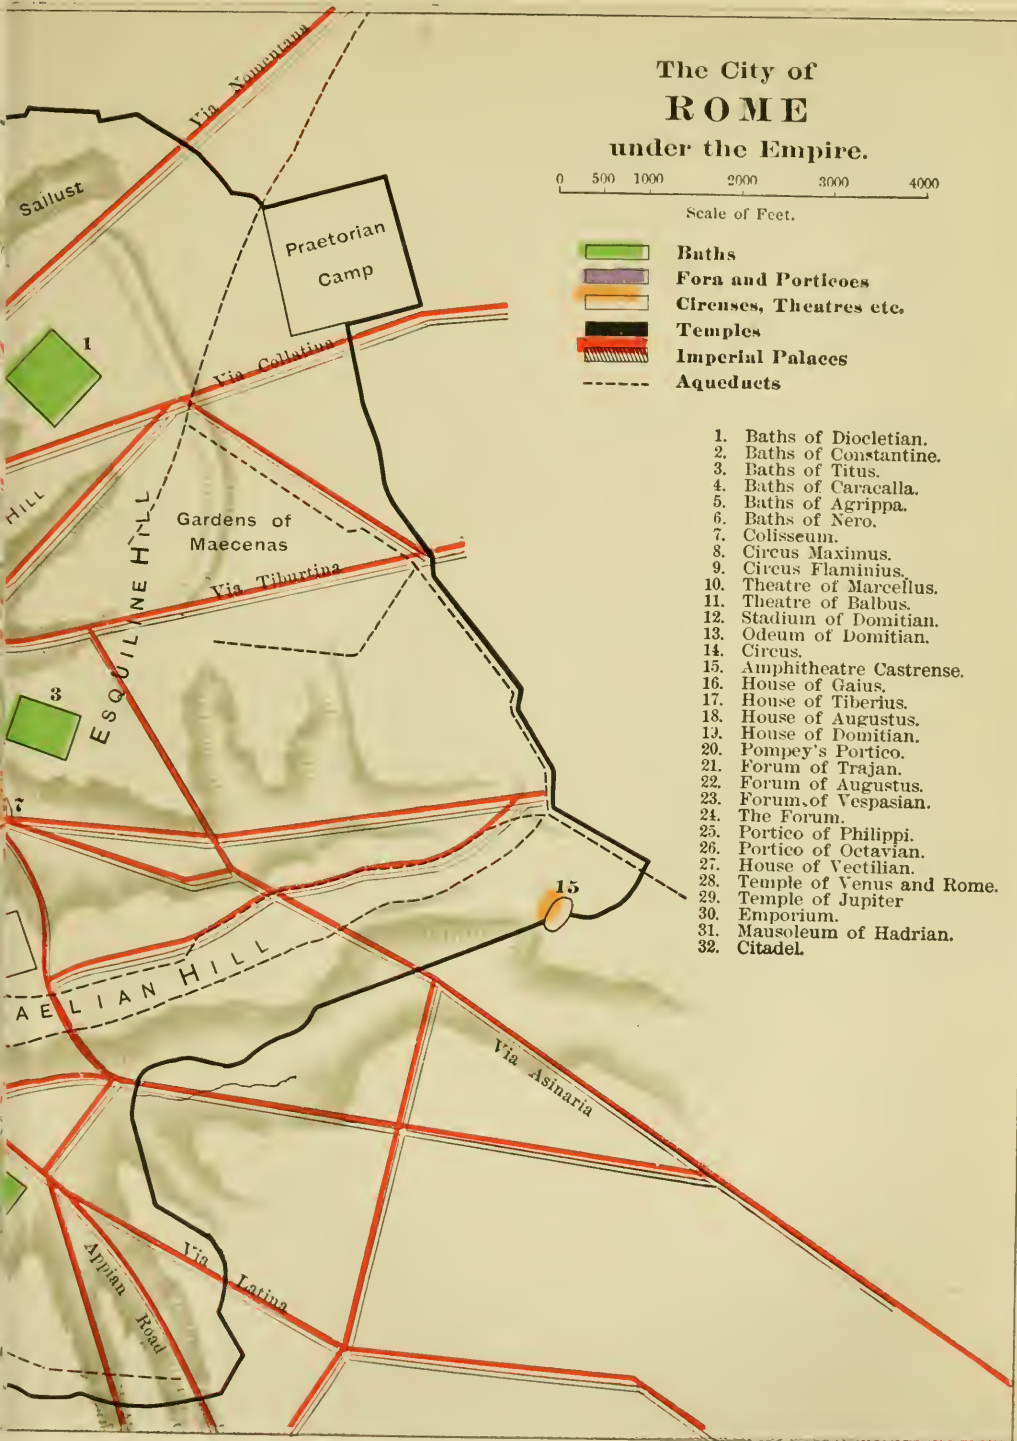 The City of
ROME
under the Empire.
0 500 1000 2000 3000 4000
Scale of Feet.
Baths
Fora and Porticoes
Circuses, Theatres etc.
Temples
Imperial Palaces
Aqueducts
1. Baths of Diocletian.
2. Baths of Constantine.
3. Baths of Titus.
4. Baths of Caracalla.
5. Baths of Agrippa.
6. Baths of Nero.
7. Colisseum.
8. Circus Maximus.
9. Circus Flaminius.
10. Theatre of Marcellus.
11. Theatre of Balbus.
12. Stadium of Domitian.
13. Odeum of Domitian.
14. Circus.
15. Amphitheatre Castrense.
16. House of Gaius.
17. House of Tiberius.
18. House of Augustus.
19. House of Domitian.
20. Pompey's Portico.
21. Forum of Trajan.
22. Forum of Augustus.
23. Forum of Vespasian.
24. The Forum.
25. Portico of Philippi.
26. Portico of Octavian.
27. House of Vectilian.
28. Temple of Venus and Rome.
29. Temple of Jupiter
30. Emporium.
31. Mausoleum of Hadrian.
32. Citadel.
Via Nomentana
Sallust
Praetorian
Camp
1
Via Collatina
HILL
Gardens of
Maecenas
ESQUILINE HILL
Via Tiburtina
3
7
15
AELIAN HILL
Via Asinaria
Via Latina
Appian Road